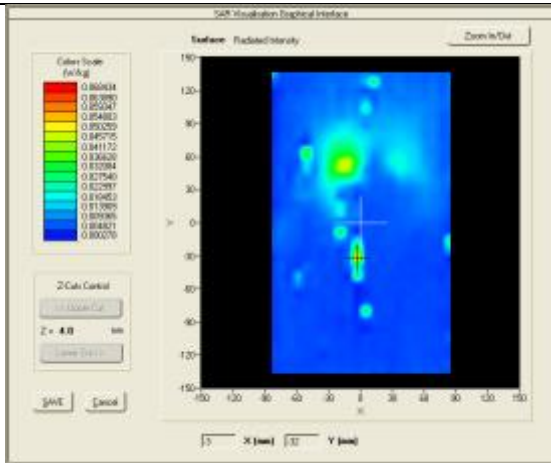 SAR Visualisation Graphical Interface
Surface Radiated Intensity
Zoom In/Out
Colors Scale
(W/kg)
0.068434
0.063890
0.059347
0.054803
0.050259
0.045715
0.041172
0.036628
0.032084
0.027540
0.022997
0.018453
0.013909
0.009365
0.004821
0.000278
150
120
90
60
30
0
-30
-60
-90
-120
-150
Y
-150 -120 -90 -60 -30 0 30 60 90 120 150
X
Z-Cuts Control
Z = 4.0 mm
SAVE Cancel
-3 X (mm) -32 Y (mm)